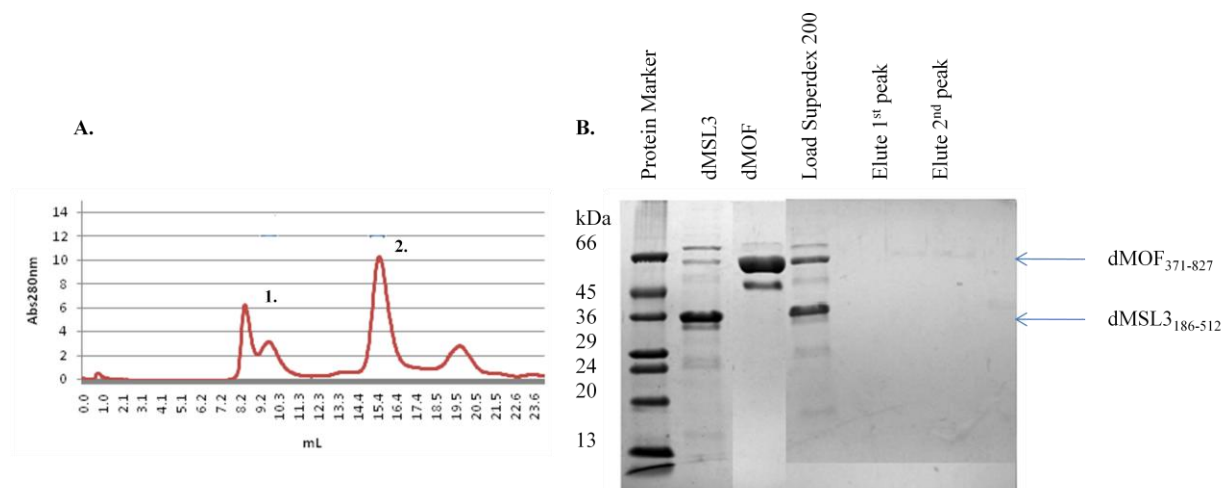 A.
14
12
10
8
6
4
2
0
Abs280nm
1.
2.
0.0 1.0 2.1 3.1 4.1 5.1 6.2 7.2 8.2 9.2 10.3 11.3 12.3 13.3 14.4 15.4 16.4 17.4 18.5 19.5 20.5 21.5 22.6 23.6
mL
B.
Protein Marker
dMSL3
dMOF
Load Superdex 200
Elute 1st peak
Elute 2nd peak
kDa
66
45
36
29
24
20
13
dMOF371-827
dMSL3186-512